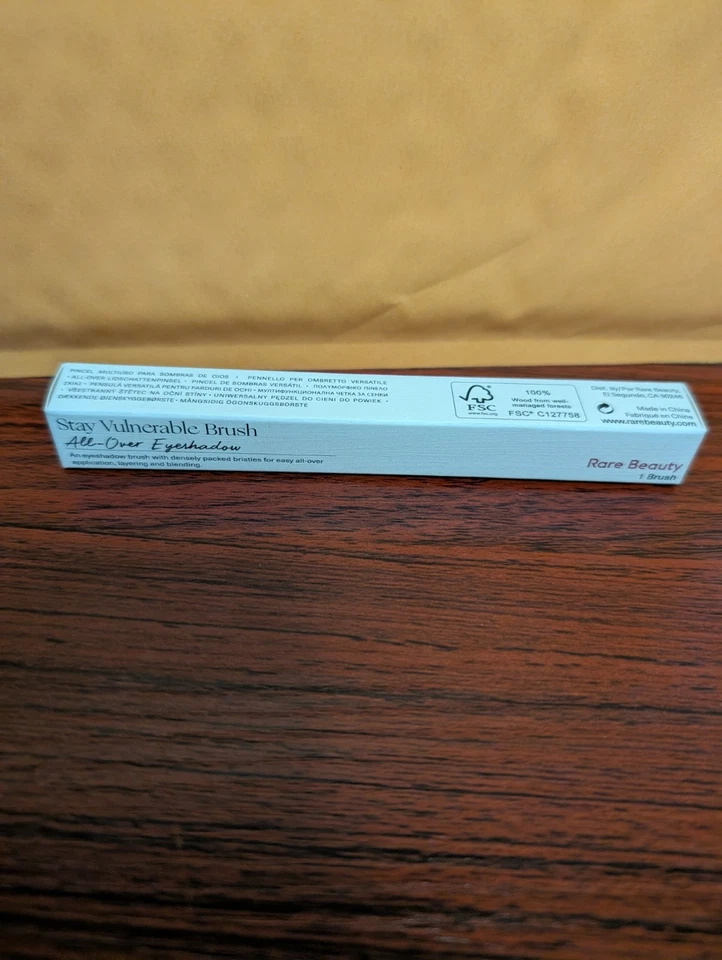 PINCEL MULTIUSO PARA SOMBRAS DE OJOS • PENNELLO PER OMBRETTO VERSATILE
• ALL-OVER-LIDSCHATTENPINSEL • PINCEL DE SOMBRAS VERSÁTIL • ΠΟΛΥΜΟΡΦΙΚΟ ΠΙΝΕΛΟ
ΣΚΙΑΣ • PENSULĂ VERSATILĂ PENTRU FARDURI DE OCHI • МУЛТИФУНКЦИОНАЛНА ЧЕТКА ЗА СЕНКИ
• VŠESTRANNÝ ŠTĚTEC NA OČNÍ STÍNY • UNIWERSALNY PĘDZEL DO CIENI DO POWIEK •
DÆKKENDE ØJENSKYGGEBØRSTE • MÅNGSIDIG ÖGONSKUGGSBORSTE
FSC
www.fsc.org
100%
Wood from well-
managed forests
FSC® C127758
Dist. By/Par Rare Beauty,
El Segundo, CA 90245
Made in China
Fabriqué en Chine
www.rarebeauty.com
Stay Vulnerable Brush
All-Over Eyeshadow
An eyeshadow brush with densely packed bristles for easy all-over
application, layering and blending.
Rare Beauty
1 Brush